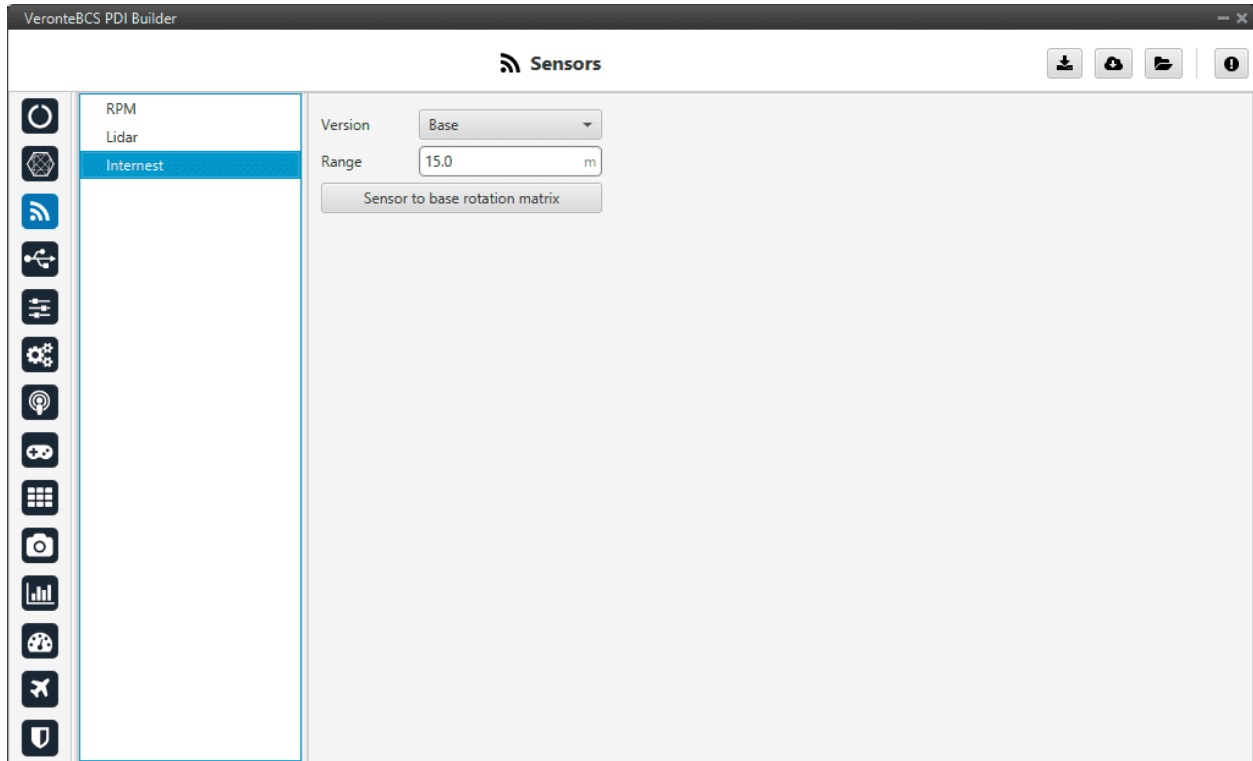 VeronteBCS PDI Builder
Sensors
RPM
Lidar
Internest
Version Base
Range 15.0 m
Sensor to base rotation matrix